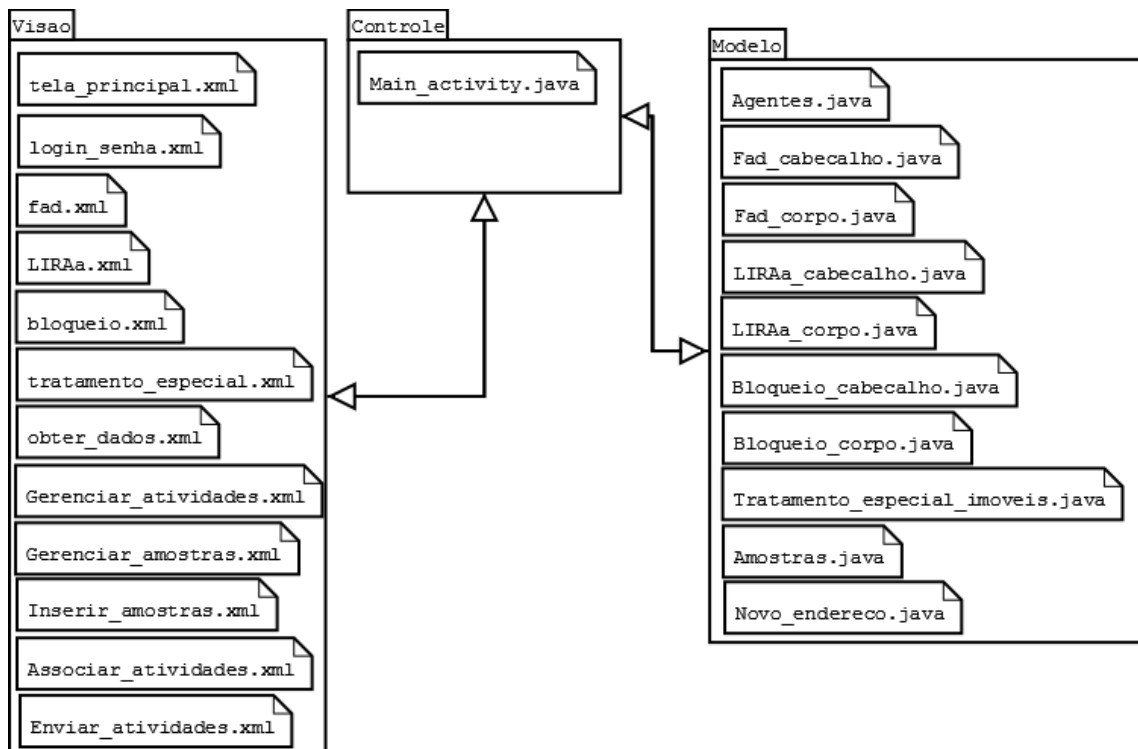 Visao
tela_principal.xml
login_senha.xml
fad.xml
LIRAa.xml
bloqueio.xml
tratamento_especial.xml
obter_dados.xml
Gerenciar_atividades.xml
Gerenciar_amostras.xml
Inserir_amostras.xml
Associar_atividades.xml
Enviar_atividades.xml
Controle
Main_activity.java
Modelo
Agentes.java
Fad_cabecalho.java
Fad_corpo.java
LIRAa_cabecalho.java
LIRAa_corpo.java
Bloqueio_cabecalho.java
Bloqueio_corpo.java
Tratamento_especial_imoveis.java
Amostras.java
Novo_endereco.java